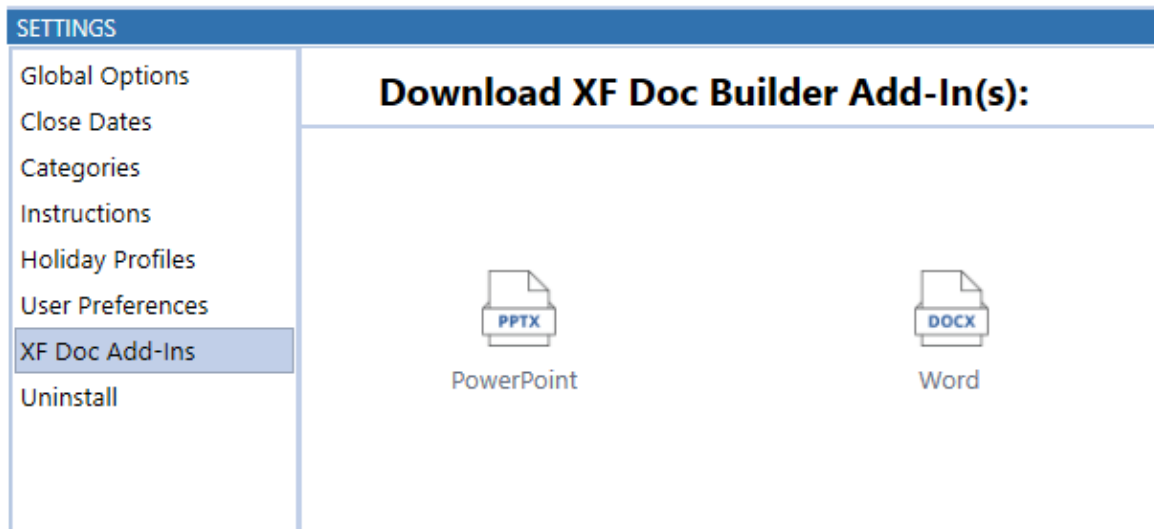 SETTINGS
Global Options
Close Dates
Categories
Instructions
Holiday Profiles
User Preferences
XF Doc Add-Ins
Uninstall
Download XF Doc Builder Add-In(s):
PPTX
PowerPoint
DOCX
Word